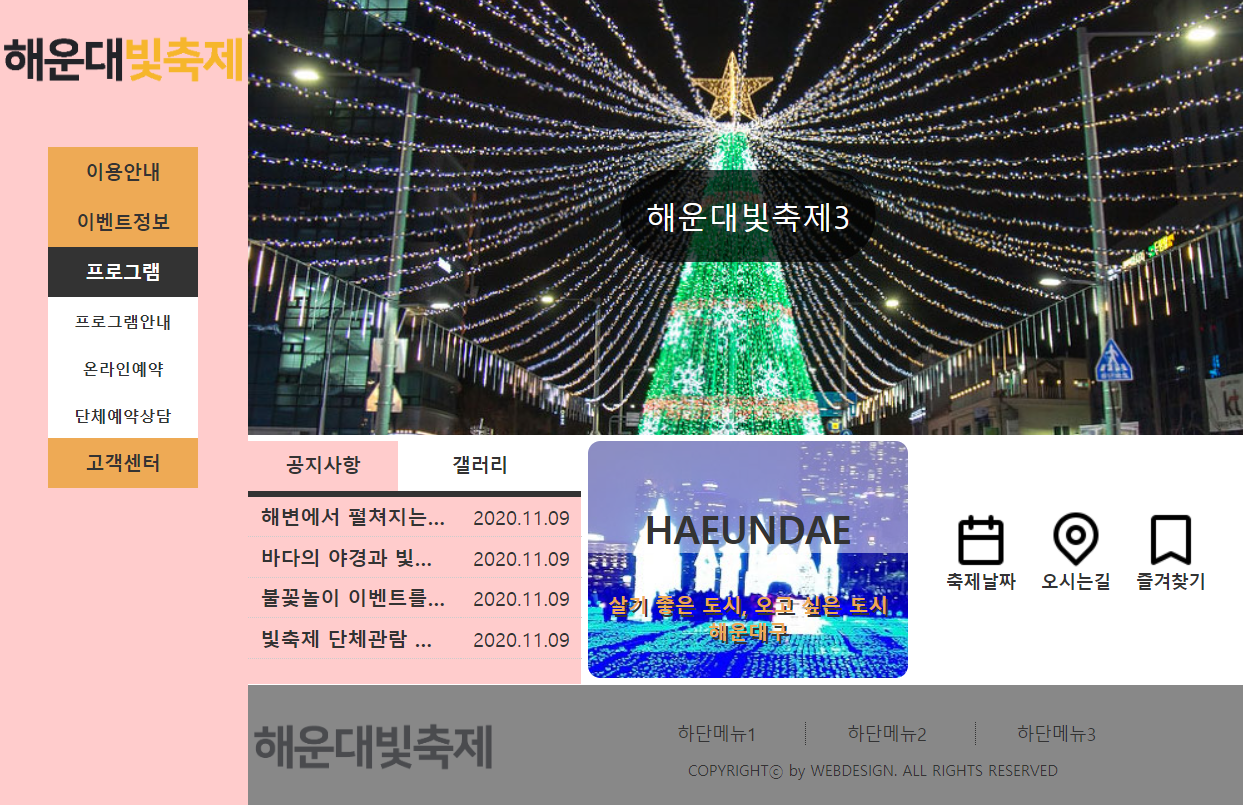 해운대빛축제
이용안내
이벤트정보
프로그램
프로그램안내
온라인예약
단체예약상담
고객센터
해운대빛축제3
kt
공지사항 갤러리
해변에서 펼쳐지는... 2020.11.09
바다의 야경과 빛... 2020.11.09
불꽃놀이 이벤트를... 2020.11.09
빛축제 단체관람 ... 2020.11.09
HAEUNDAE
살기 좋은 도시, 오고 싶은 도시
해운대구
축제날짜 오시는길 즐겨찾기
해운대빛축제
하단메뉴1 하단메뉴2 하단메뉴3
COPYRIGHTⓒ by WEBDESIGN. ALL RIGHTS RESERVED